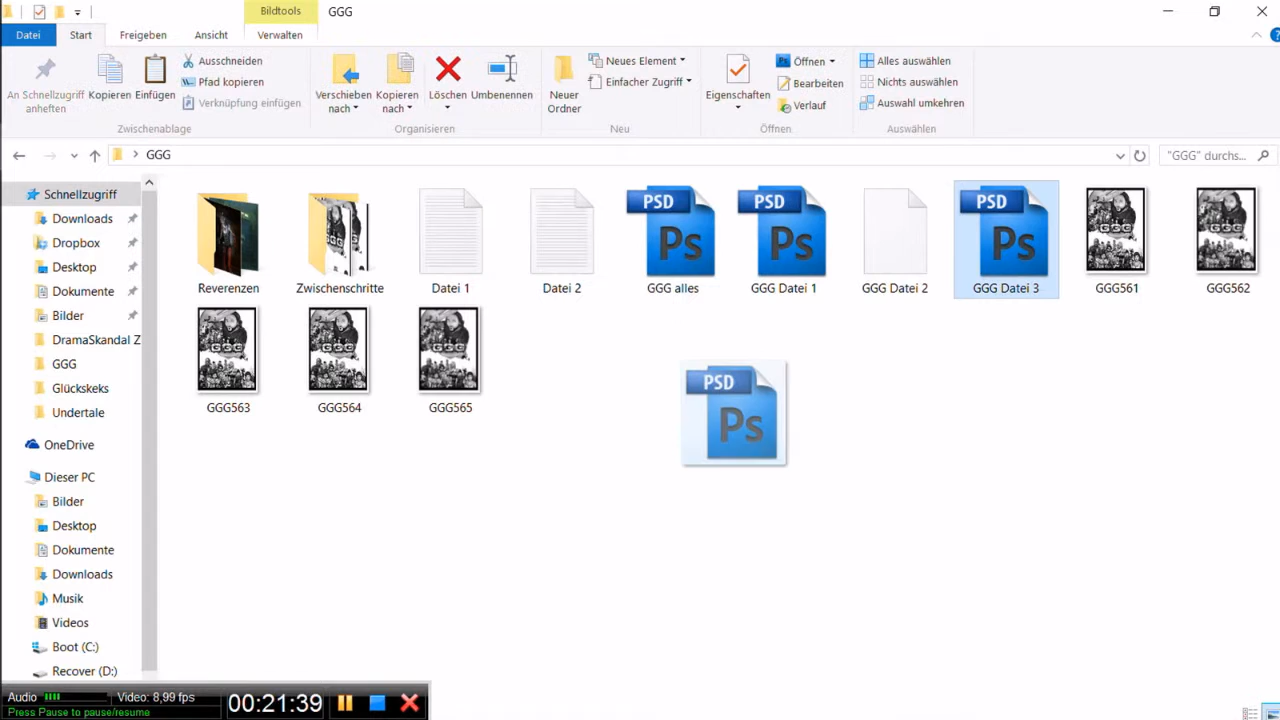 Bildtools
GGG
Datei
Start
Freigeben
Ansicht
Verwalten
An Schnellzugriff
anheften
Kopieren
Einfügen
Ausschneiden
Pfad kopieren
Verknüpfung einfügen
Zwischenablage
Verschieben
nach
Kopieren
nach
Löschen
Umbenennen
Organisieren
Neuer
Ordner
Neues Element
Einfacher Zugriff
Neu
Eigenschaften
Öffnen
Bearbeiten
Verlauf
Öffnen
Alles auswählen
Nichts auswählen
Auswahl umkehren
Auswählen
GGG
"GGG" durchs...
Schnellzugriff
Downloads
Dropbox
Desktop
Dokumente
Bilder
DramaSkandal Z
GGG
Glückskeks
Undertale
OneDrive
Dieser PC
Bilder
Desktop
Dokumente
Downloads
Musik
Videos
Boot (C:)
Recover (D:)
Reverenzen
Zwischenschritte
Datei 1
Datei 2
PSD
Ps
GGG alles
PSD
Ps
GGG Datei 1
GGG Datei 2
PSD
Ps
GGG Datei 3
GGG561
GGG562
GGG563
GGG564
GGG565
PSD
Ps
Audio
Video: 8,99 fps
Press Pause to pause/resume
00:21:39